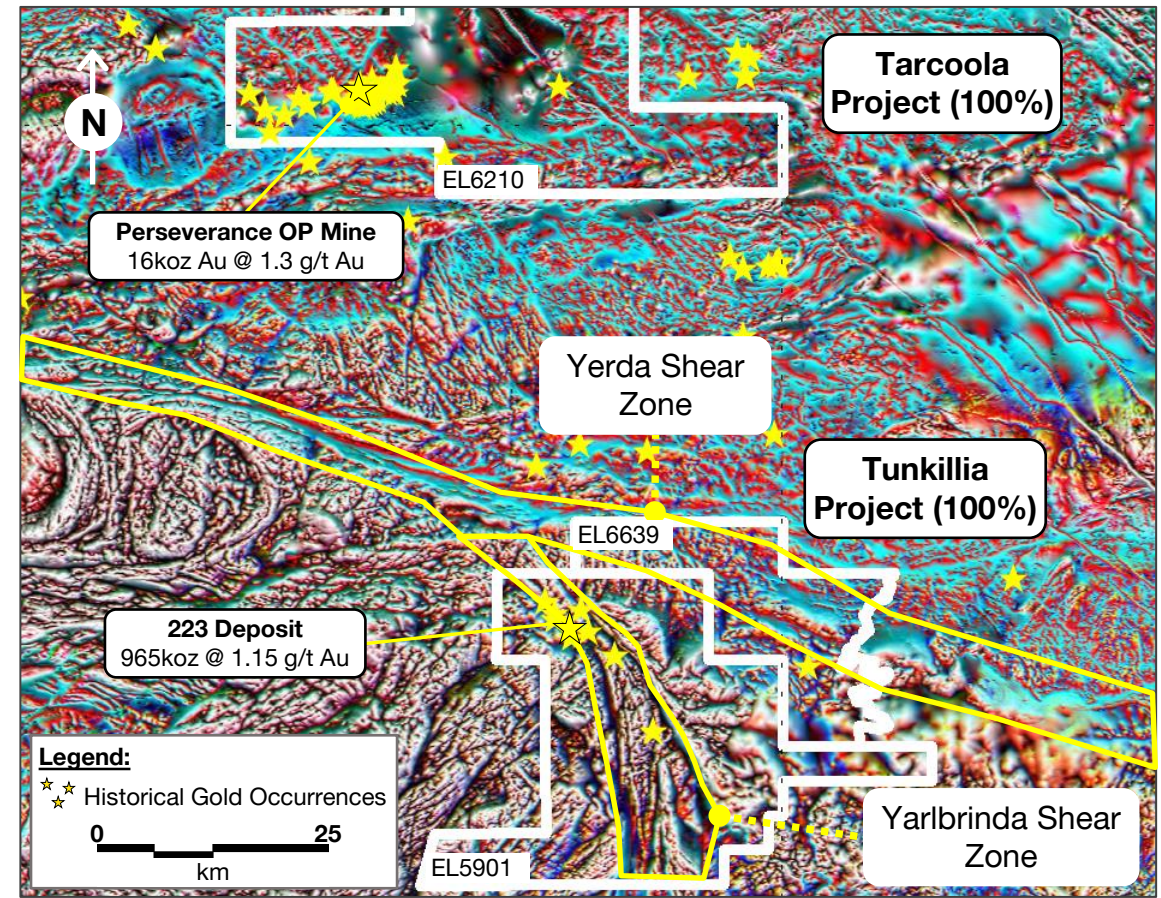 Tarcoola
Project (100%)
N
EL6210
Perseverance OP Mine
16koz Au @ 1.3 g/t Au
Yerda Shear
Zone
Tunkillia
Project (100%)
EL6639
223 Deposit
965koz @ 1.15 g/t Au
Legend:
Historical Gold Occurrences
0 25
km
EL5901
Yarlbrinda Shear
Zone